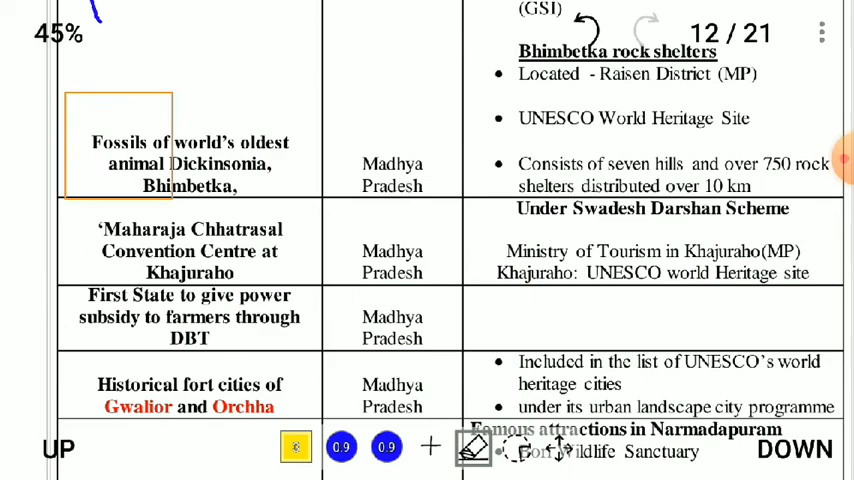 (GSI)
45%
12 / 21
Bhimbetka rock shelters
• Located - Raisen District (MP)
• UNESCO World Heritage Site
Fossils of world's oldest
animal Dickinsonia,
Bhimbetka,
Madhya
Pradesh
• Consists of seven hills and over 750 rock
shelters distributed over 10 km
'Maharaja Chhatrasal
Convention Centre at
Khajuraho
Madhya
Pradesh
Under Swadesh Darshan Scheme
Ministry of Tourism in Khajuraho(MP)
Khajuraho: UNESCO world Heritage site
First State to give power
subsidy to farmers through
DBT
Madhya
Pradesh
Historical fort cities of
Gwalior and Orchha
Madhya
Pradesh
• Included in the list of UNESCO's world
heritage cities
• under its urban landscape city programme
Famous attractions in Narmadapuram
• Bori Wildlife Sanctuary
UP
0.9
0.9
DOWN